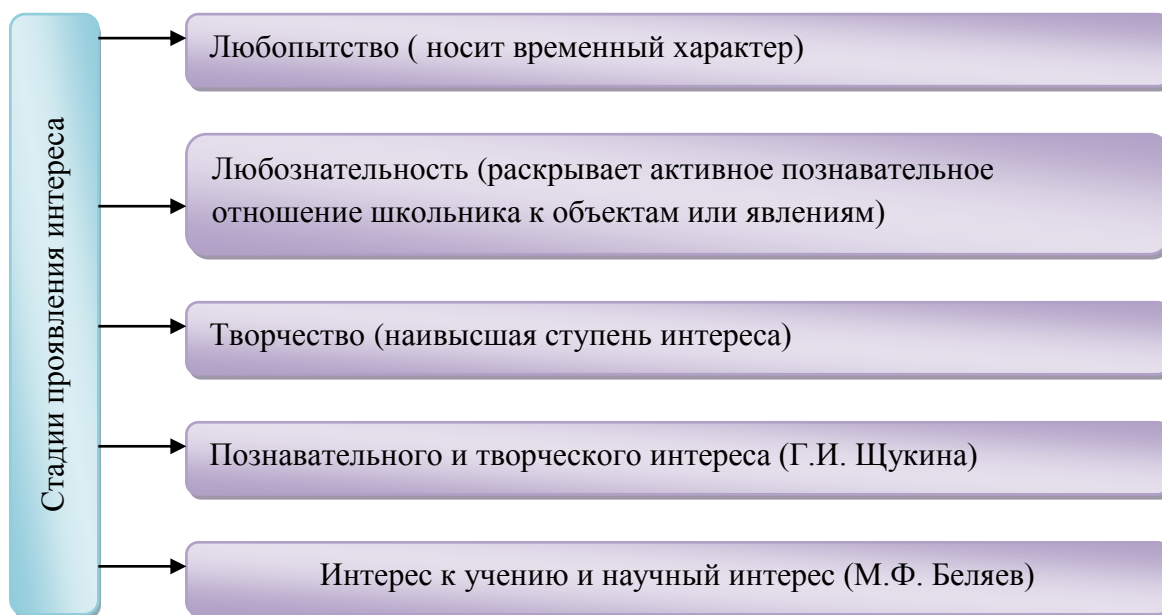 Стадии проявления интереса
Любопытство ( носит временный характер)
Любознательность (раскрывает активное познавательное
отношение школьника к объектам или явлениям)
Творчество (наивысшая ступень интереса)
Познавательного и творческого интереса (Г.И. Щукина)
Интерес к учению и научный интерес (М.Ф. Беляев)